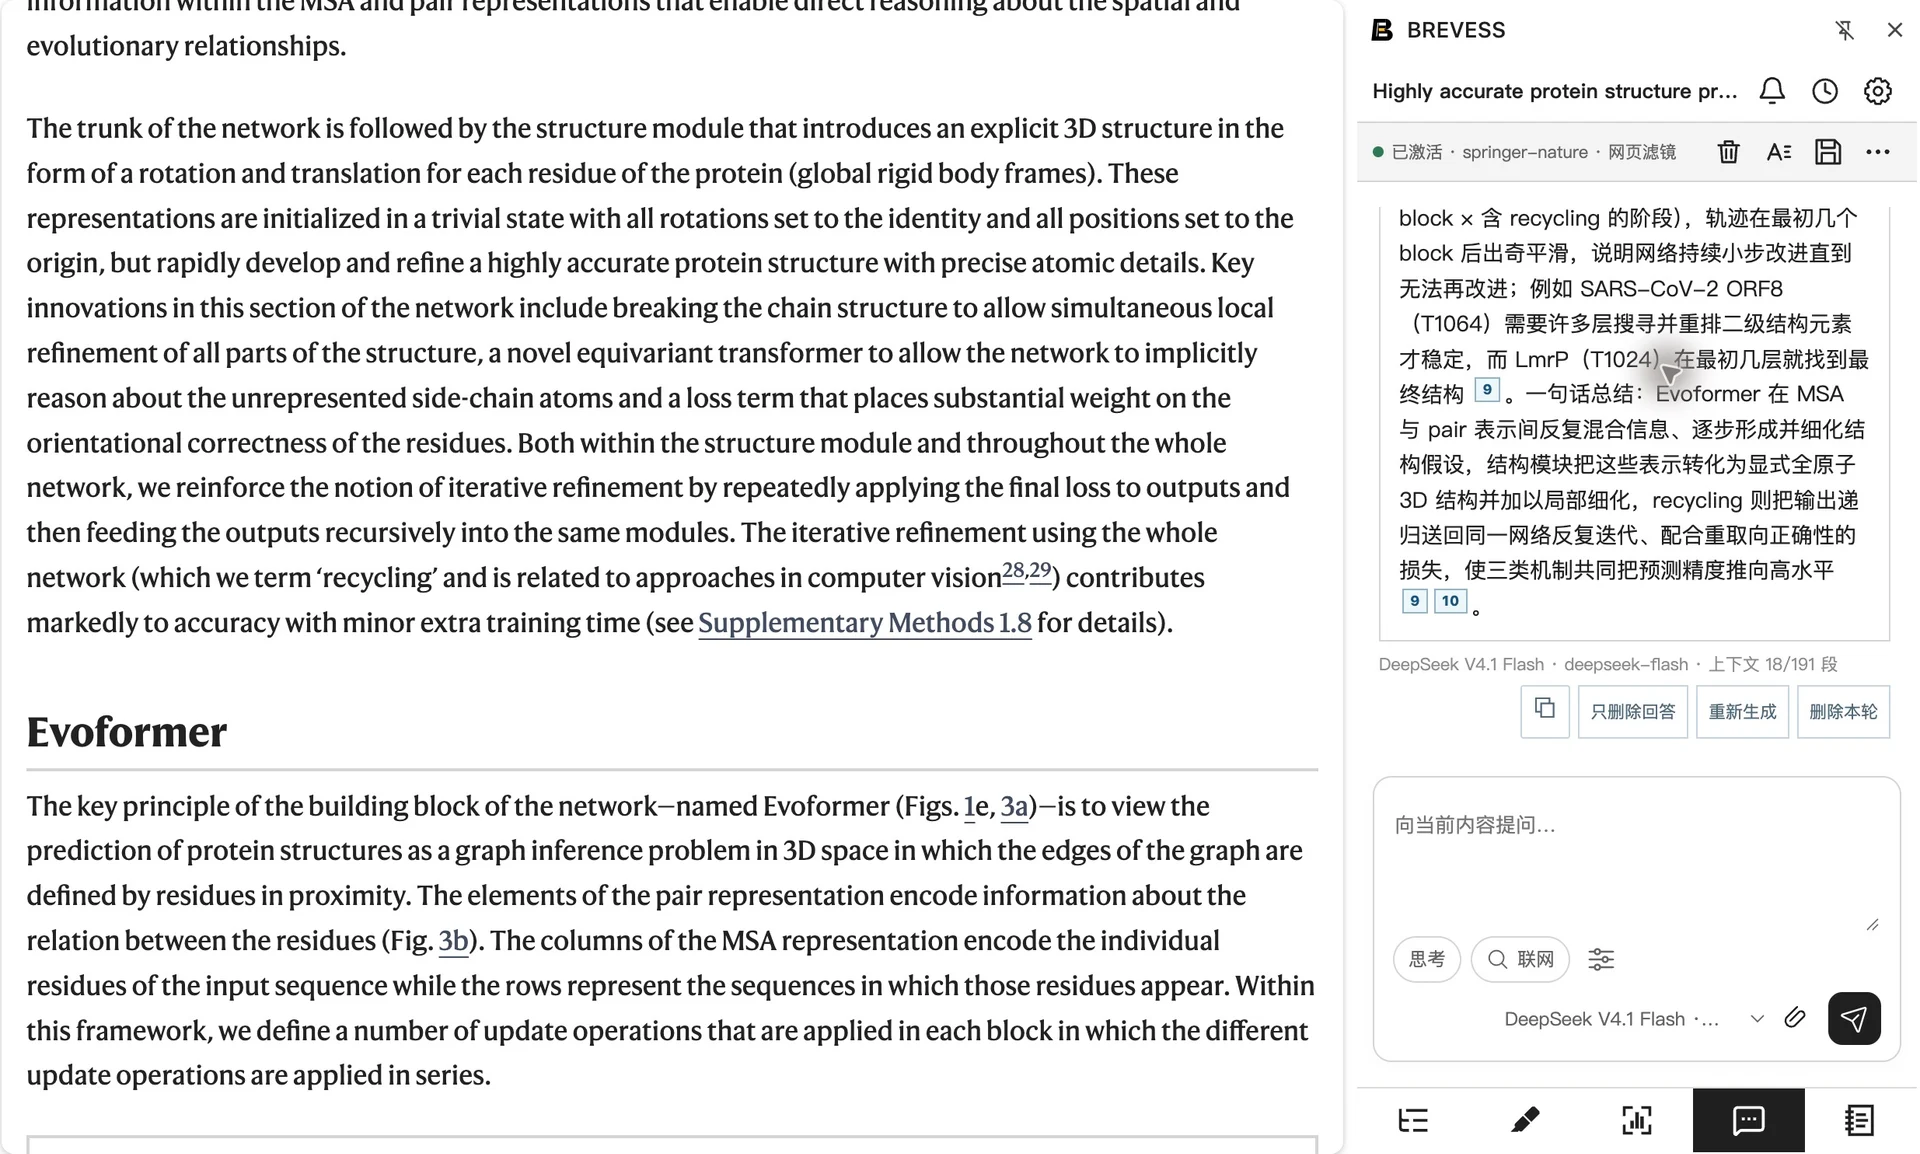 information within the MSA and pair representations that enable direct reasoning about the spatial and
evolutionary relationships.
The trunk of the network is followed by the structure module that introduces an explicit 3D structure in the
form of a rotation and translation for each residue of the protein (global rigid body frames). These
representations are initialized in a trivial state with all rotations set to the identity and all positions set to the
origin, but rapidly develop and refine a highly accurate protein structure with precise atomic details. Key
innovations in this section of the network include breaking the chain structure to allow simultaneous local
refinement of all parts of the structure, a novel equivariant transformer to allow the network to implicitly
reason about the unrepresented side-chain atoms and a loss term that places substantial weight on the
orientational correctness of the residues. Both within the structure module and throughout the whole
network, we reinforce the notion of iterative refinement by repeatedly applying the final loss to outputs and
then feeding the outputs recursively into the same modules. The iterative refinement using the whole
network (which we term ‘recycling’ and is related to approaches in computer vision28,29) contributes
markedly to accuracy with minor extra training time (see Supplementary Methods 1.8 for details).
Evoformer
The key principle of the building block of the network—named Evoformer (Figs. 1e, 3a)—is to view the
prediction of protein structures as a graph inference problem in 3D space in which the edges of the graph are
defined by residues in proximity. The elements of the pair representation encode information about the
relation between the residues (Fig. 3b). The columns of the MSA representation encode the individual
residues of the input sequence while the rows represent the sequences in which those residues appear. Within
this framework, we define a number of update operations that are applied in each block in which the different
update operations are applied in series.
BREVESS
Highly accurate protein structure pr...
已激活 · springer-nature · 网页滤镜
block × 含 recycling 的阶段），轨迹在最初几个
block 后出奇平滑，说明网络持续小步改进直到
无法再改进；例如 SARS-CoV-2 ORF8
（T1064）需要许多层搜寻并重排二级结构元素
才稳定，而 LmrP（T1024）在最初几层就找到最
终结构 9 。一句话总结：Evoformer 在 MSA
与 pair 表示间反复混合信息、逐步形成并细化结
构假设，结构模块把这些表示转化为显式全原子
3D 结构并加以局部细化，recycling 则把输出递
归送回同一网络反复迭代、配合重取向正确性的
损失，使三类机制共同把预测精度推向高水平
9 10 。
DeepSeek V4.1 Flash · deepseek-flash · 上下文 18/191 段
只删除回答 重新生成 删除本轮
向当前内容提问...
思考 联网
DeepSeek V4.1 Flash ·...